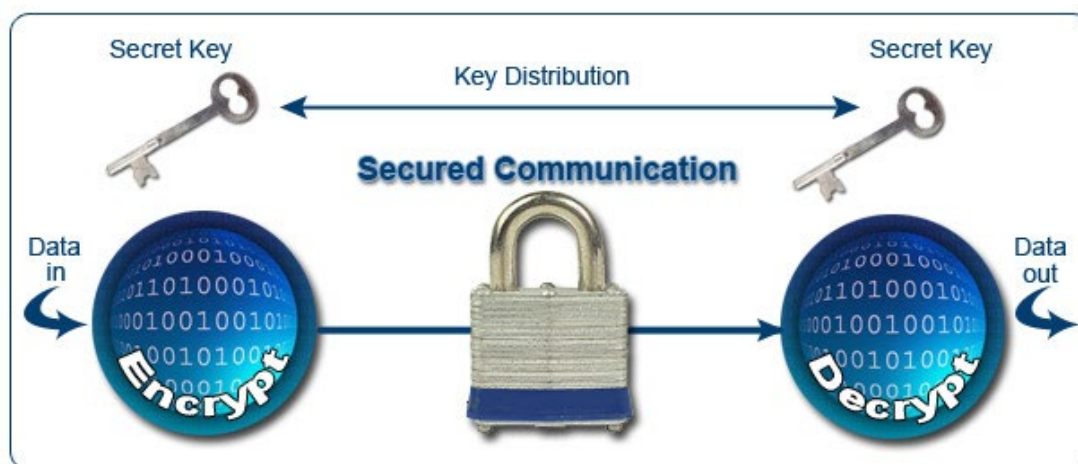 Secret Key
Key Distribution
Secret Key
Secured Communication
Data
in
Encrypt
Decrypt
Data
out